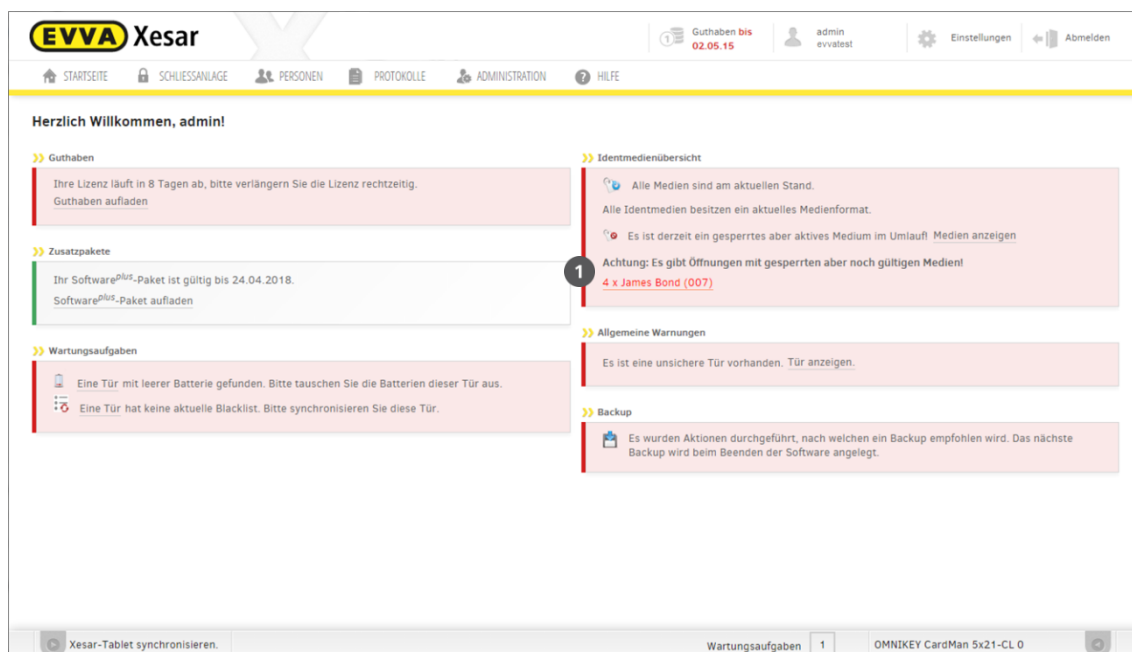 EVVA Xesar
Guthaben bis
02.05.15
admin
evvatest
Einstellungen
Abmelden
STARTSEITE
SCHLIESSANLAGE
PERSONEN
PROTOKOLLE
ADMINISTRATION
HILFE
Herzlich Willkommen, admin!
Guthaben
Ihre Lizenz läuft in 8 Tagen ab, bitte verlängern Sie die Lizenz rechtzeitig.
Guthaben aufladen
Zusatzpakete
Ihr Softwareplus-Paket ist gültig bis 24.04.2018.
Softwareplus-Paket aufladen
Wartungsaufgaben
Eine Tür mit leerer Batterie gefunden. Bitte tauschen Sie die Batterien dieser Tür aus.
Eine Tür hat keine aktuelle Blacklist. Bitte synchronisieren Sie diese Tür.
Identmedienübersicht
Alle Medien sind am aktuellen Stand.
Alle Identmedien besitzen ein aktuelles Medienformat.
Es ist derzeit ein gesperrtes aber aktives Medium im Umlauf! Medien anzeigen
Achtung: Es gibt Öffnungen mit gesperrten aber noch gültigen Medien!
1
4 x James Bond (007)
Allgemeine Warnungen
Es ist eine unsichere Tür vorhanden. Tür anzeigen.
Backup
Es wurden Aktionen durchgeführt, nach welchen ein Backup empfohlen wird. Das nächste
Backup wird beim Beenden der Software angelegt.
Xesar-Tablet synchronisieren.
Wartungsaufgaben 1
OMNIKEY CardMan 5x21-CL 0